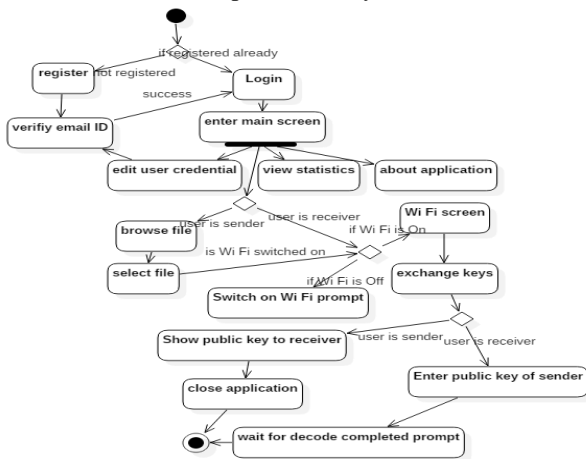 if registered already
register
not registered
Login
success
verifiy email ID
enter main screen
edit user credential
view statistics
about application
Wi Fi screen
user is sender
user is receiver
if Wi Fi is On
browse file
is Wi Fi switched on
select file
exchange keys
if Wi Fi is Off
Switch on Wi Fi prompt
Show public key to receiver
user is sender
user is receiver
Enter public key of sender
close application
wait for decode completed prompt